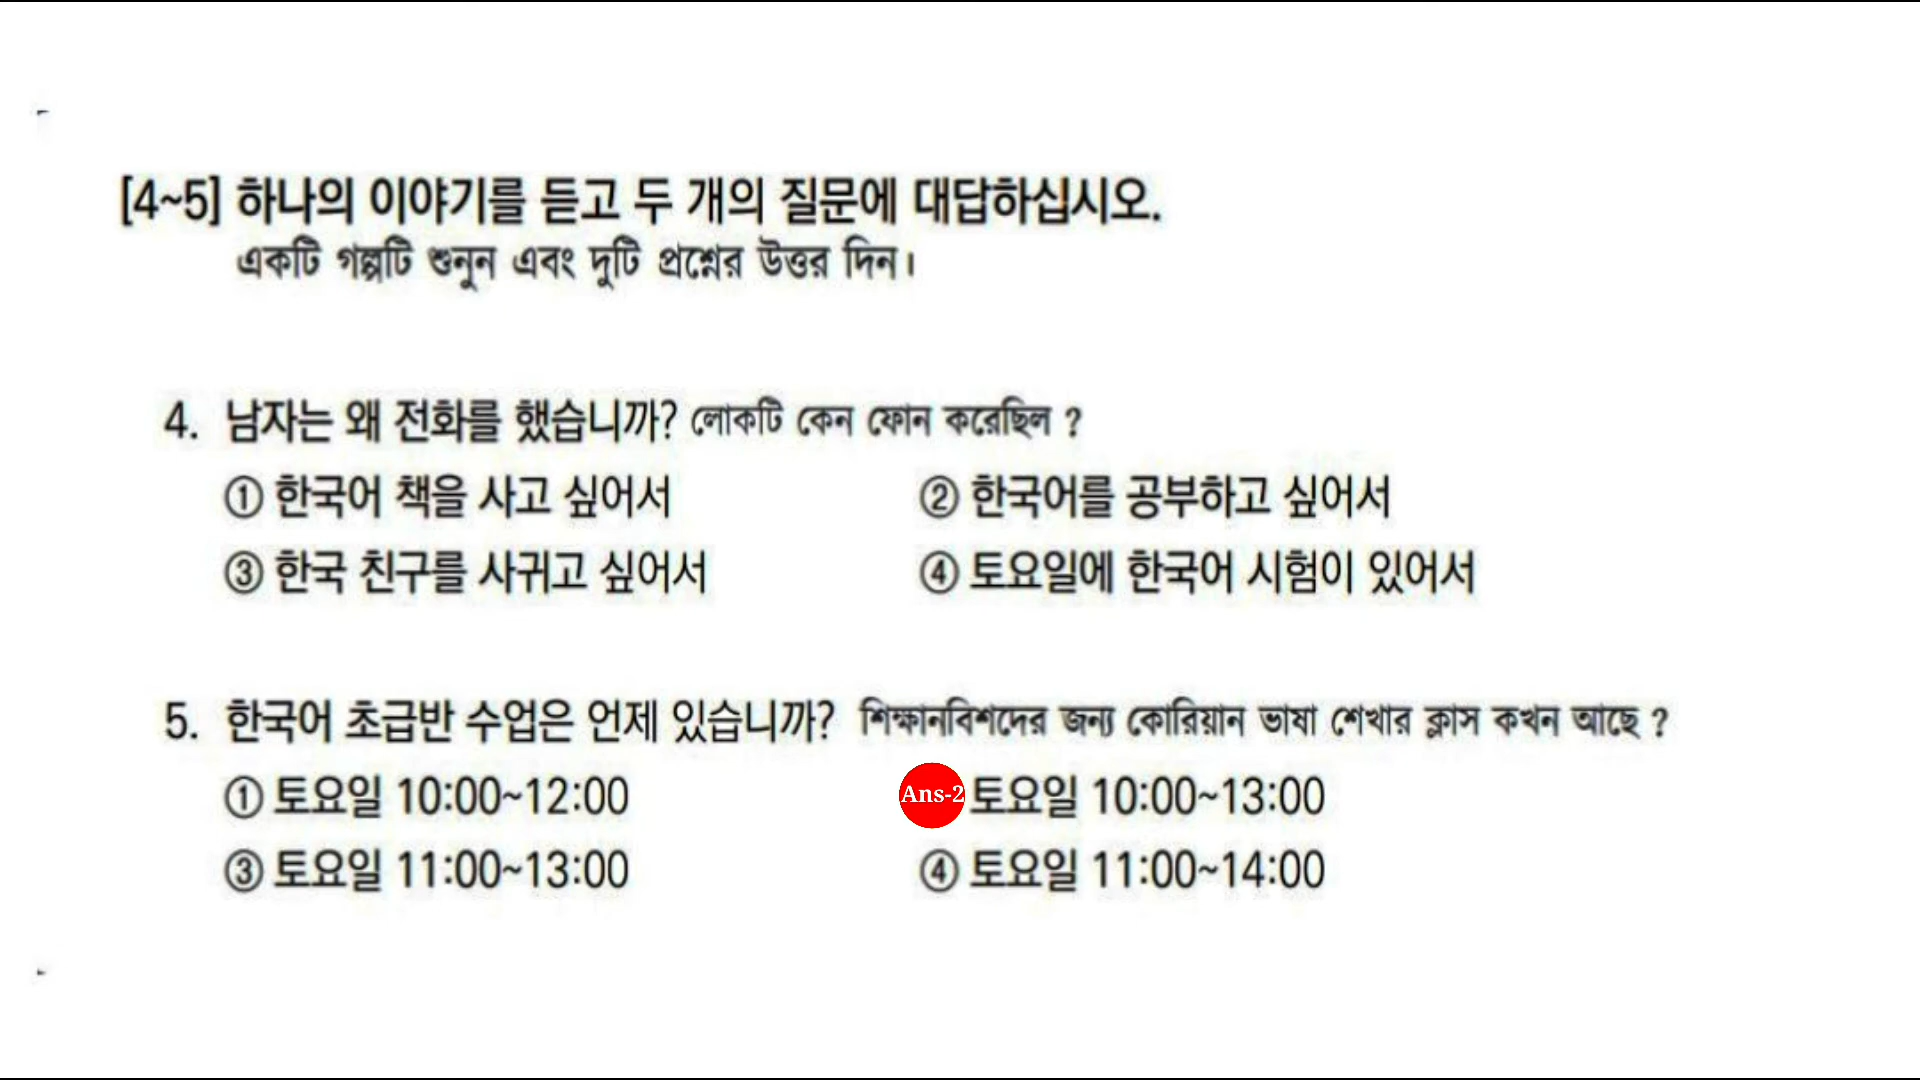 [4~5] 하나의 이야기를 듣고 두 개의 질문에 대답하십시오.
একটি গল্পটি শুনুন এবং দুটি প্রশ্নের উত্তর দিন।
4. 남자는 왜 전화를 했습니까? লোকটি কেন ফোন করেছিল ?
① 한국어 책을 사고 싶어서 ② 한국어를 공부하고 싶어서
③ 한국 친구를 사귀고 싶어서 ④ 토요일에 한국어 시험이 있어서
5. 한국어 초급반 수업은 언제 있습니까? শিক্ষানবিশদের জন্য কোরিয়ান ভাষা শেখার ক্লাস কখন আছে ?
① 토요일 10:00~12:00 Ans-2 토요일 10:00~13:00
③ 토요일 11:00~13:00 ④ 토요일 11:00~14:00